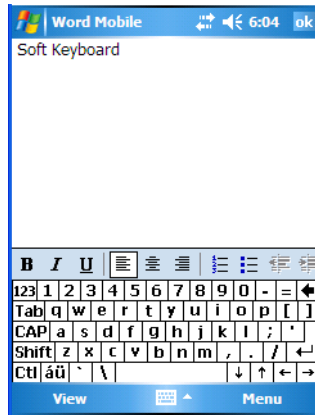 Word Mobile 6:04 ok
Soft Keyboard
B I U
123 1 2 3 4 5 6 7 8 9 0 - =
Tab q w e r t y u i o p [ ]
CAP a s d f g h j k l ; '
Shift z x c v b n m , . /
Ctl áü ` \
View Menu